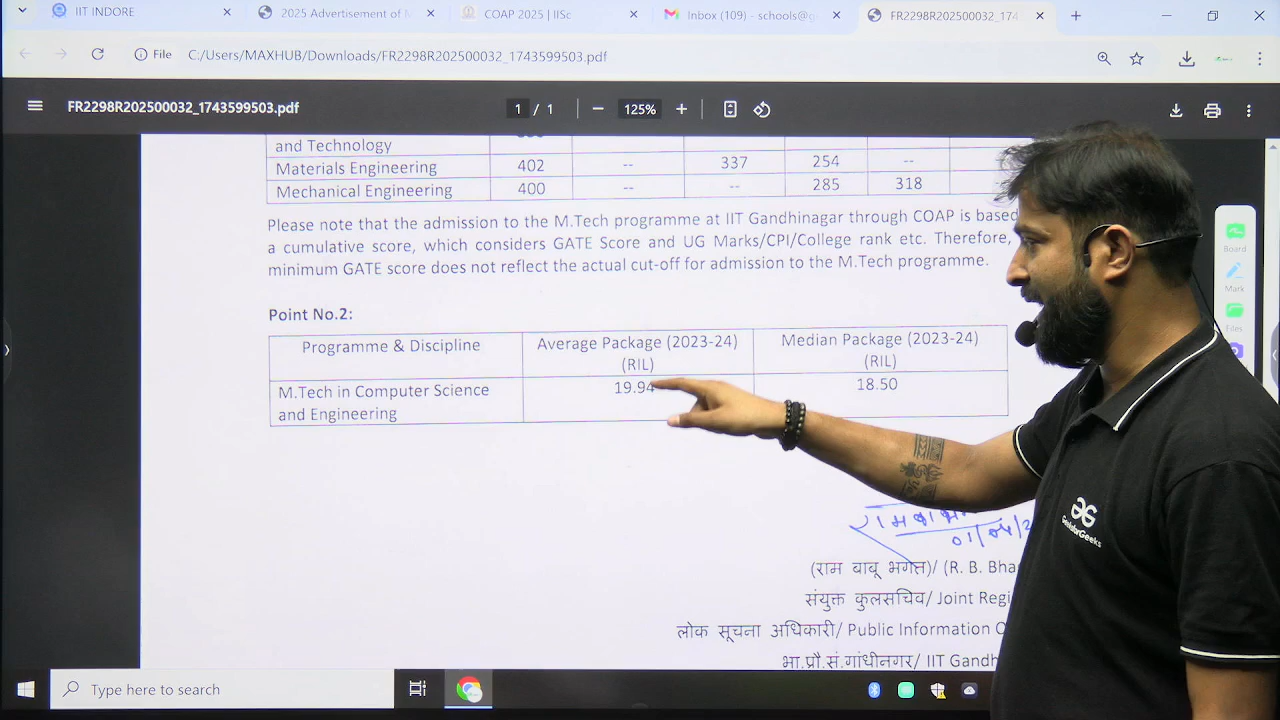 IIT INDORE
2025 Advertisement of M
COAP 2025 | IISc
Inbox (109) - schools@g
FR2298R202500032_174
File C:/Users/MAXHUB/Downloads/FR2298R202500032_1743599503.pdf
FR2298R202500032_1743599503.pdf
1 / 1
125%
and Technology
Materials Engineering 402 -- 337 254 --
Mechanical Engineering 400 -- -- 285 318
Please note that the admission to the M.Tech programme at IIT Gandhinagar through COAP is based
a cumulative score, which considers GATE Score and UG Marks/CPI/College rank etc. Therefore,
minimum GATE score does not reflect the actual cut-off for admission to the M.Tech programme.
Point No.2:
Programme & Discipline Average Package (2023-24) (RIL) Median Package (2023-24) (RIL)
M.Tech in Computer Science and Engineering 19.94 18.50
01/04/2
(राम बाबू भगत)/ (R. B. Bha
संयुक्त कुलसचिव/ Joint Regi
लोक सूचना अधिकारी/ Public Information O
भा.प्रौ.सं.गांधीनगर/ IIT Gandh
Board
Mark
Files
GeeksforGeeks
Type here to search